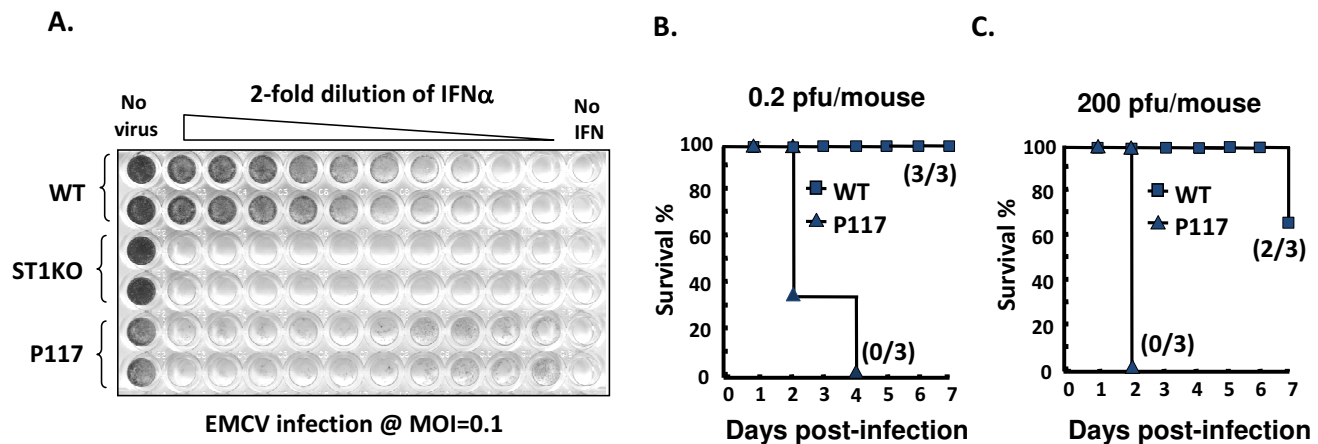 A.
No
virus
2-fold dilution of IFNα
No
IFN
WT
ST1KO
P117
EMCV infection @ MOI=0.1
B.
0.2 pfu/mouse
Survival %
100
80
60
40
20
0
WT
P117
(3/3)
(0/3)
0 1 2 3 4 5 6 7
Days post-infection
C.
200 pfu/mouse
Survival %
100
80
60
40
20
0
WT
P117
(2/3)
(0/3)
0 1 2 3 4 5 6 7
Days post-infection